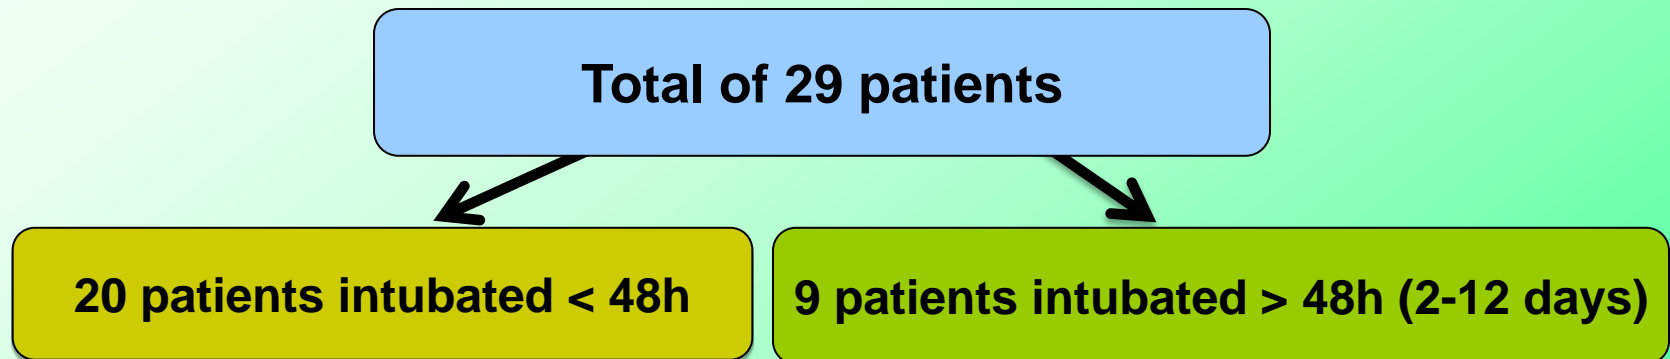 Total of 29 patients
20 patients intubated < 48h
9 patients intubated > 48h (2-12 days)